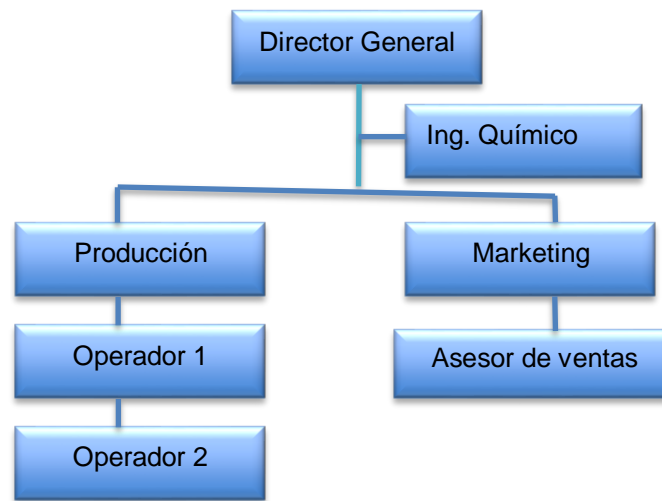 Director General
Ing. Químico
Producción
Marketing
Operador 1
Asesor de ventas
Operador 2